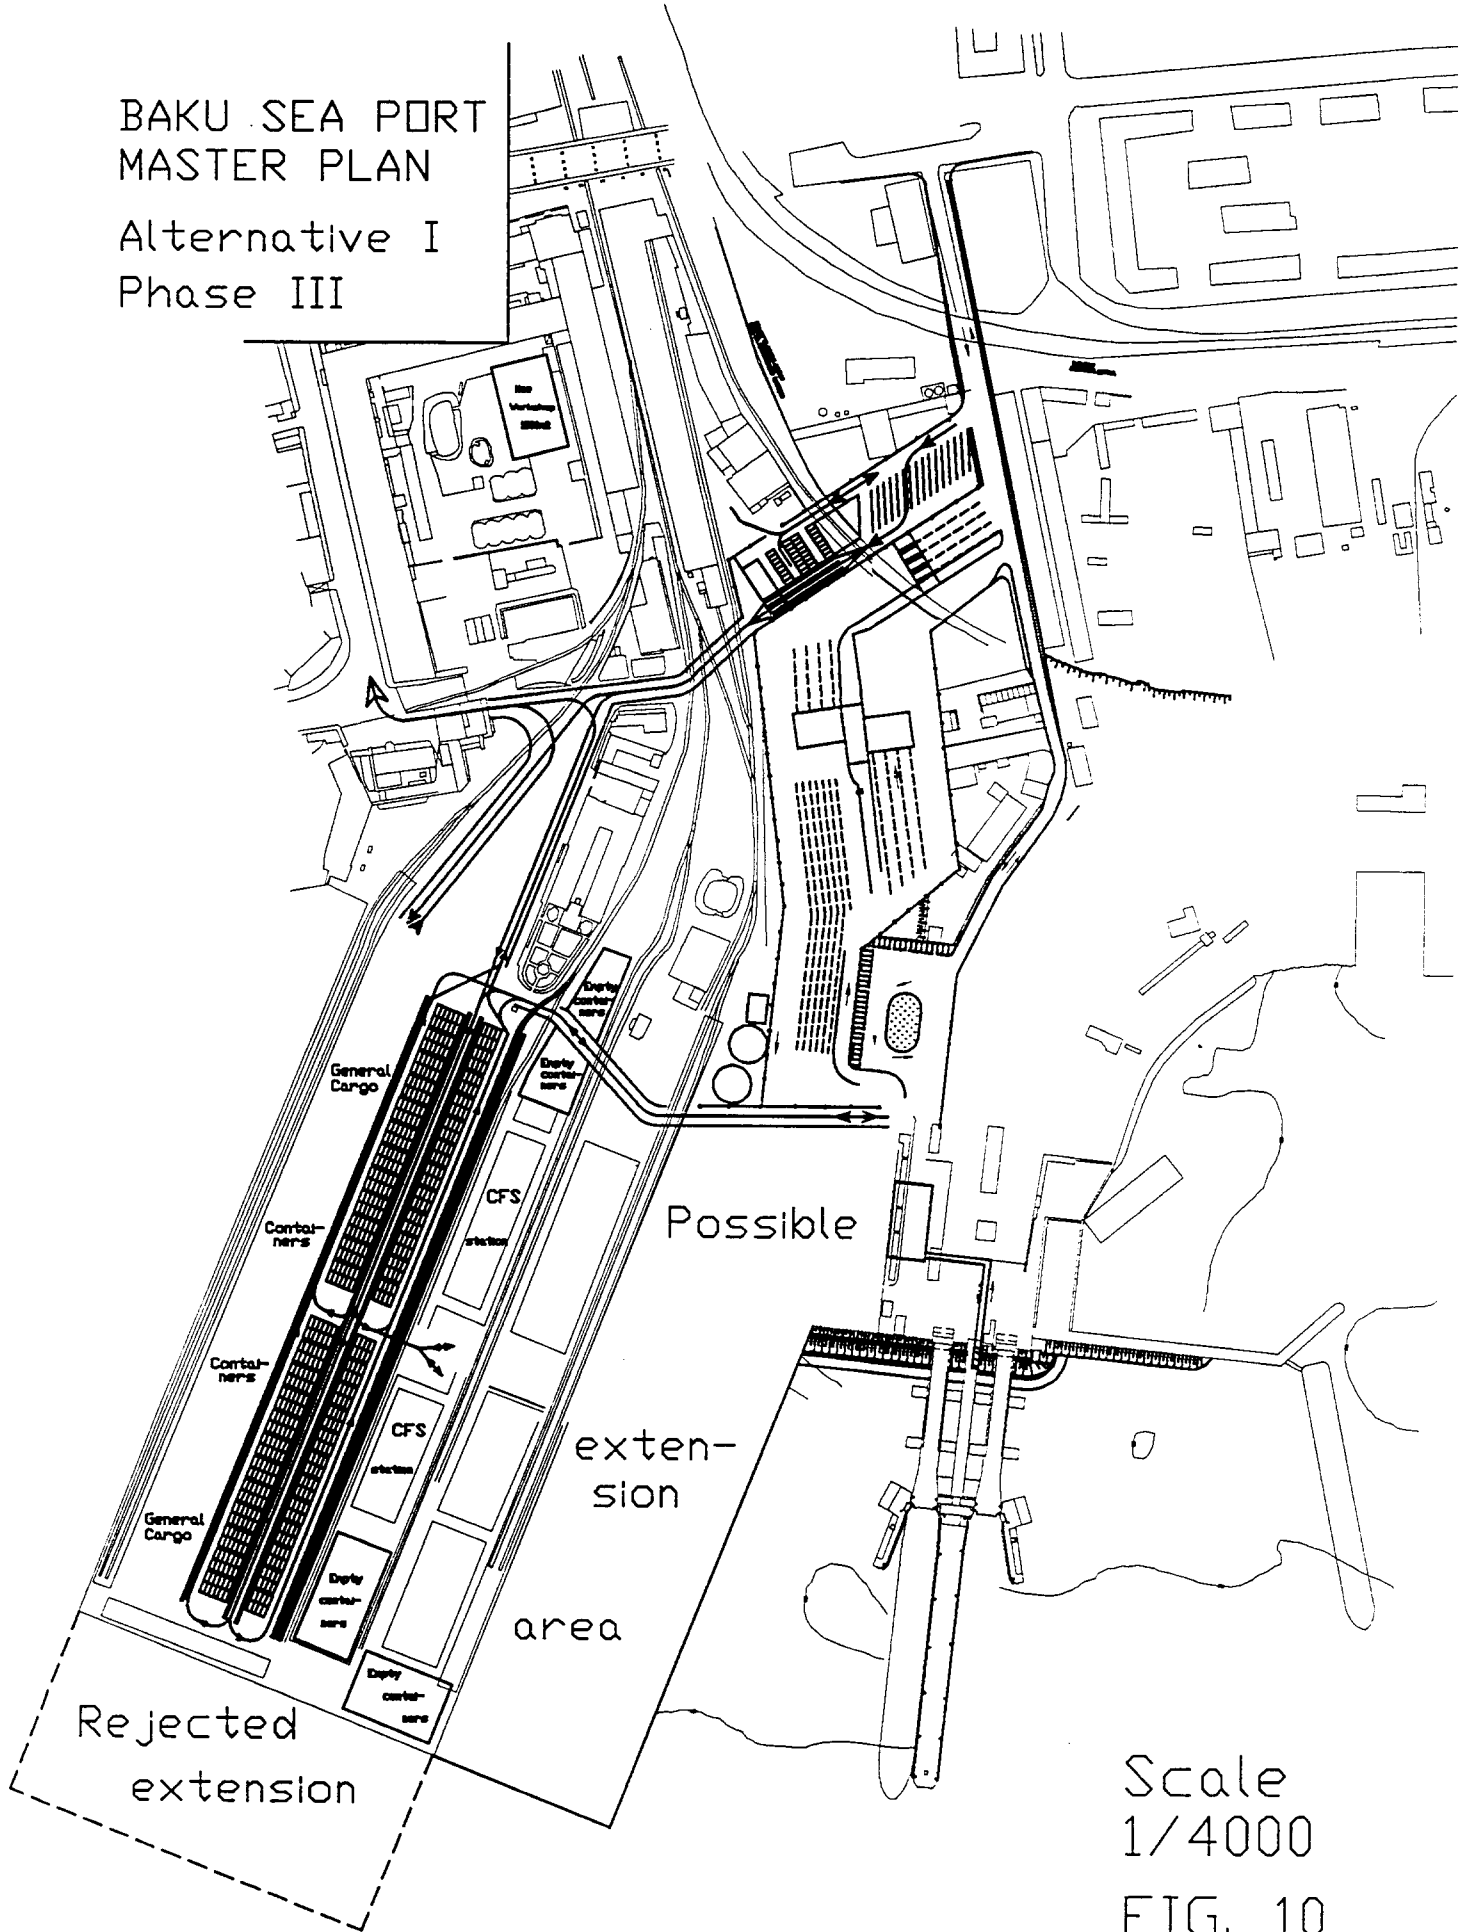 BAKU SEA PORT
MASTER PLAN
Alternative I
Phase III
New
Workshop
Empty
contai-
ners
Empty
contai-
ners
General
Cargo
CFS
station
Contai-
ners
Possible
Contai-
ners
CFS
station
exten-
sion
General
Cargo
Empty
contai-
ners
area
Empty
contai-
ners
Rejected
extension
Scale
1/4000
FIG. 10